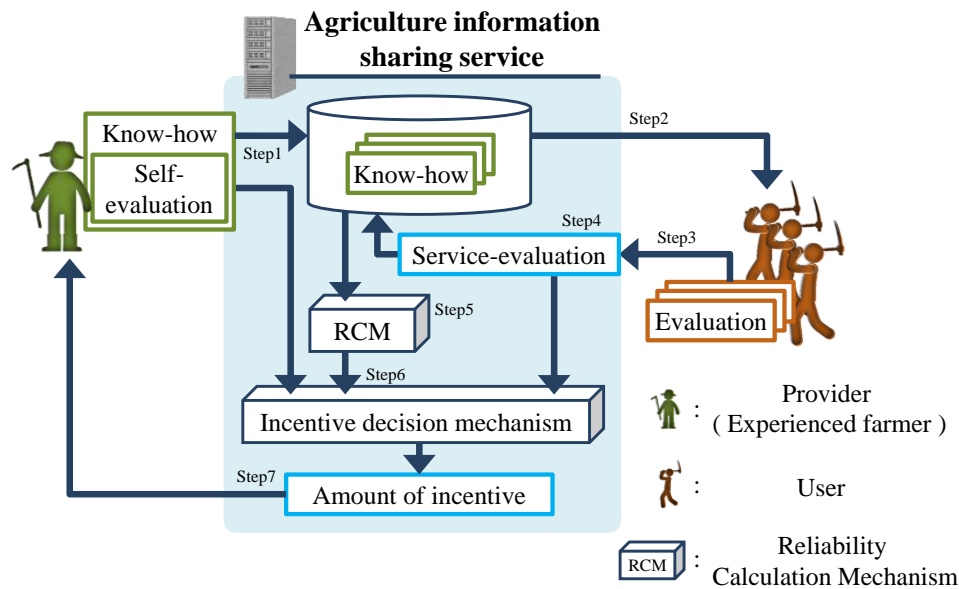 Agriculture information
sharing service
Know-how
Self-
evaluation
Step1
Know-how
Step2
Step4
Service-evaluation
Step3
Evaluation
RCM
Step5
Step6
Incentive decision mechanism
Step7
Amount of incentive
: Provider
( Experienced farmer )
: User
RCM : Reliability
Calculation Mechanism